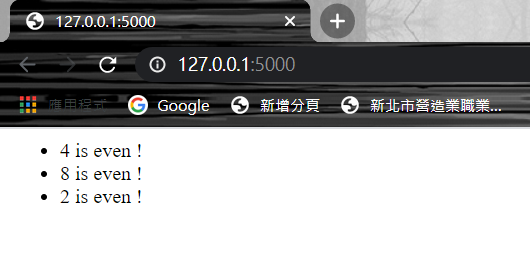 127.0.0.1:5000
127.0.0.1:5000
應用程式 Google 新增分頁 新北市營造業職業...
4 is even !
8 is even !
2 is even !